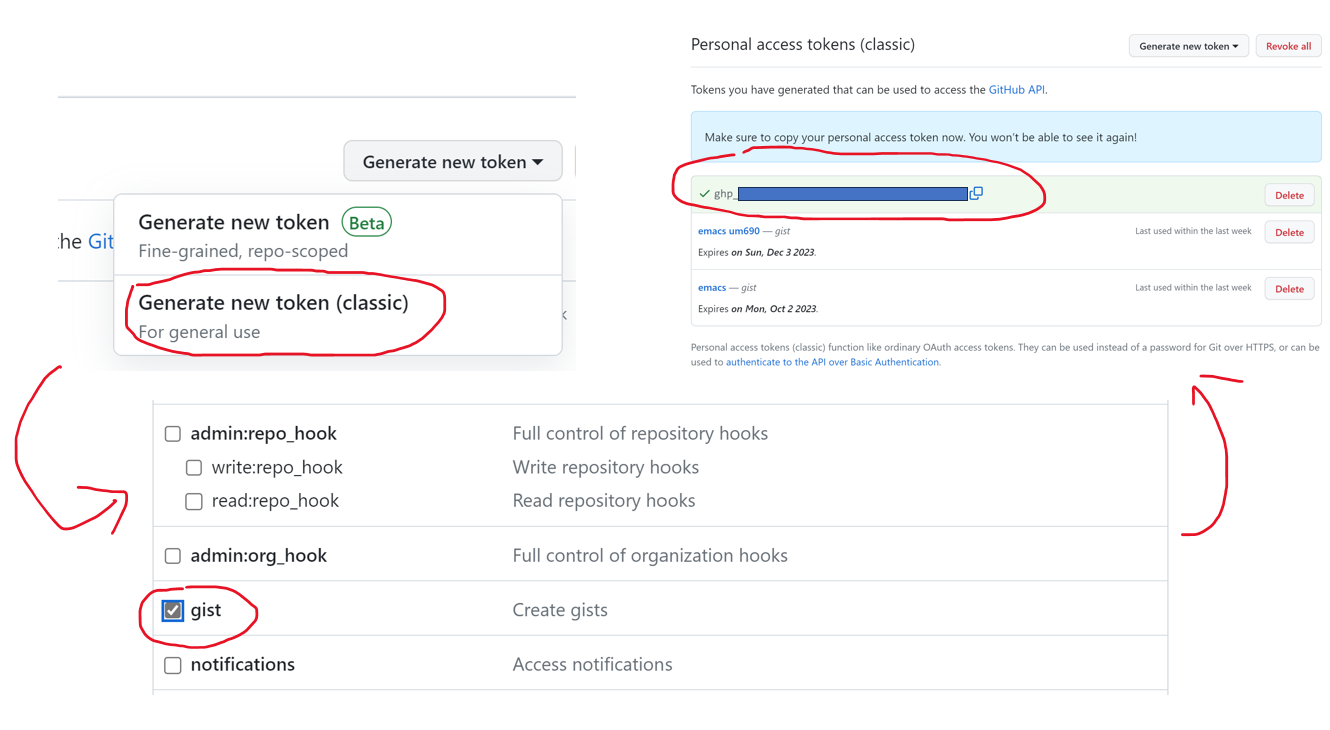 Generate new token
Generate new token Beta
Fine-grained, repo-scoped
the Git
Generate new token (classic)
For general use
Personal access tokens (classic)
Generate new token
Revoke all
Tokens you have generated that can be used to access the GitHub API.
Make sure to copy your personal access token now. You won't be able to see it again!
ghp_
Delete
emacs um690 — gist
Last used within the last week
Delete
Expires on Sun, Dec 3 2023.
emacs — gist
Last used within the last week
Delete
Expires on Mon, Oct 2 2023.
Personal access tokens (classic) function like ordinary OAuth access tokens. They can be used instead of a password for Git over HTTPS, or can be
used to authenticate to the API over Basic Authentication.
admin:repo_hook Full control of repository hooks
write:repo_hook Write repository hooks
read:repo_hook Read repository hooks
admin:org_hook Full control of organization hooks
gist Create gists
notifications Access notifications